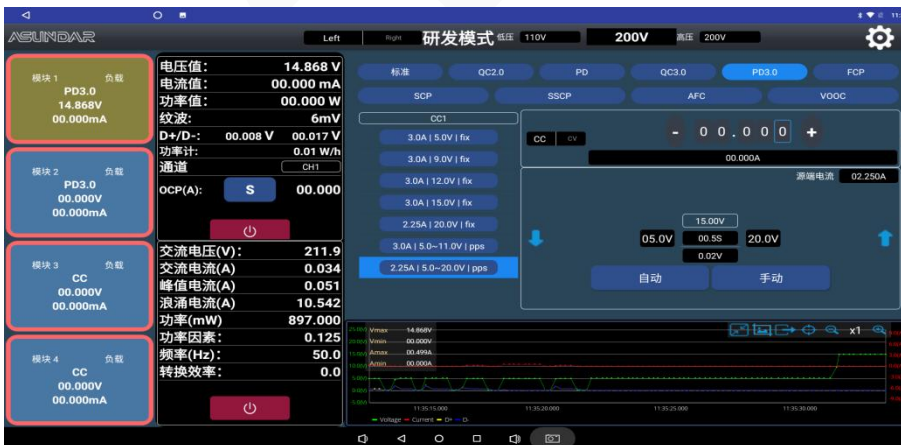 11:
ASUNDAR
Left
Right
研发模式
低压
110V
200V
高压
200V
模块 1
负载
PD3.0
14.868V
00.000mA
模块 2
负载
PD3.0
00.000V
00.000mA
模块 3
负载
CC
00.000V
00.000mA
模块 4
负载
CC
00.000V
00.000mA
电压值: 14.868 V
电流值: 00.000 mA
功率值: 00.000 W
纹波: 6mV
D+/D-: 00.008 V 00.017 V
功率计: 0.01 W/h
通道 CH1
OCP(A): S 00.000
交流电压(V): 211.9
交流电流(A) 0.034
峰值电流(A) 0.051
浪涌电流(A) 10.542
功率(mW) 897.000
功率因素: 0.125
频率(Hz): 50.0
转换效率: 0.0
标准 QC2.0 PD QC3.0 PD3.0 FCP
SCP SSCP AFC VOOC
CC1
3.0A | 5.0V | fix
3.0A | 9.0V | fix
3.0A | 12.0V | fix
3.0A | 15.0V | fix
2.25A | 20.0V | fix
3.0A | 5.0~11.0V | pps
2.25A | 5.0~20.0V | pps
CC CV
- 00.000 +
00.000A
源端电流 02.250A
15.00V
05.0V 00.5S 20.0V
0.02V
自动 手动
x1
Vmax 14.868V
Vmin 00.000V
Amax 00.499A
Amin 00.000A
11:35:15.000 11:35:20.000 11:35:25.000 11:35:30.000
Voltage Current D+ D-